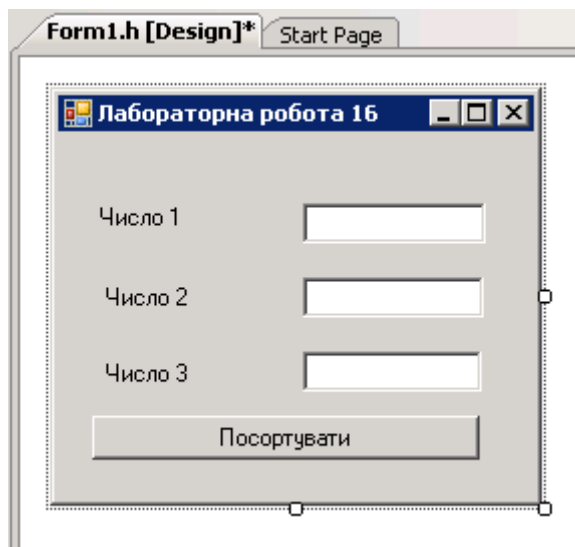 Form1.h [Design]* Start Page
Лабораторна робота 16
Число 1
Число 2
Число 3
Посортувати